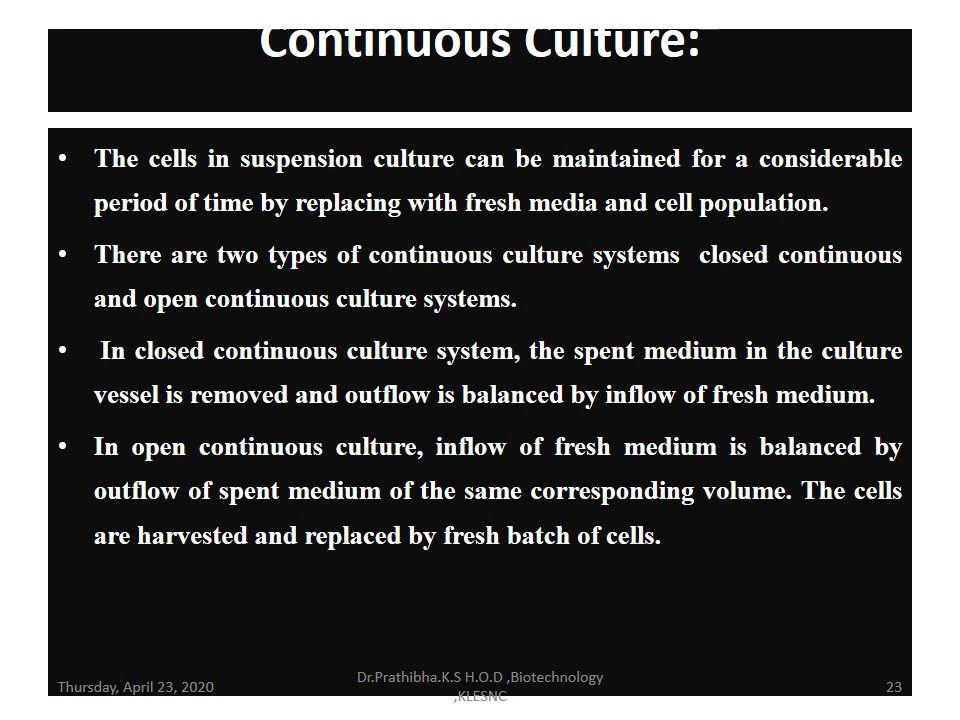 Continuous Culture:
• The cells in suspension culture can be maintained for a considerable
period of time by replacing with fresh media and cell population.
• There are two types of continuous culture systems closed continuous
and open continuous culture systems.
• In closed continuous culture system, the spent medium in the culture
vessel is removed and outflow is balanced by inflow of fresh medium.
• In open continuous culture, inflow of fresh medium is balanced by
outflow of spent medium of the same corresponding volume. The cells
are harvested and replaced by fresh batch of cells.
Thursday, April 23, 2020
Dr.Prathibha.K.S H.O.D ,Biotechnology
,KLESNC
23